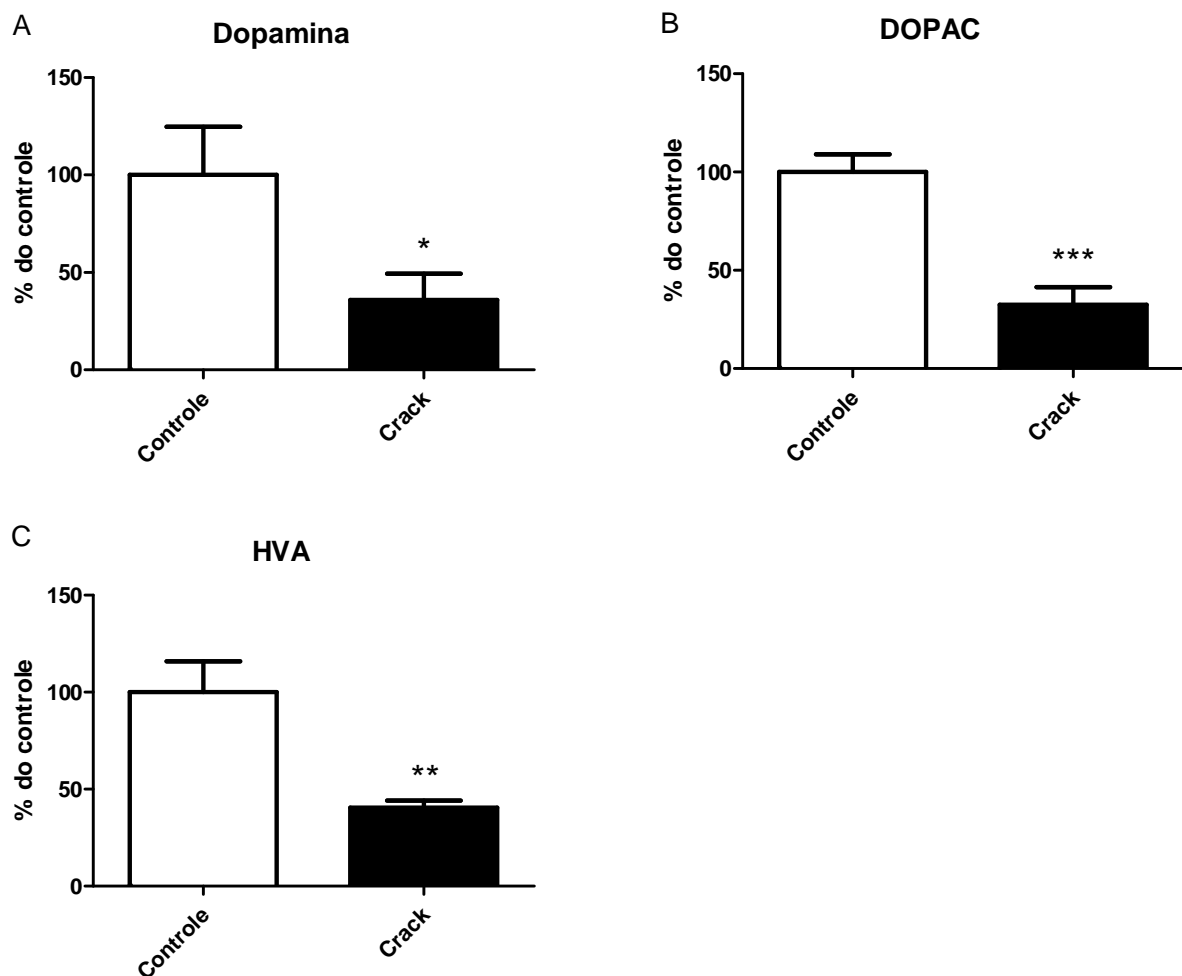 A
Dopamina
% do controle
150
100
50
0
*
Controle
Crack
B
DOPAC
% do controle
150
100
50
0
***
Controle
Crack
C
HVA
% do controle
150
100
50
0
**
Controle
Crack